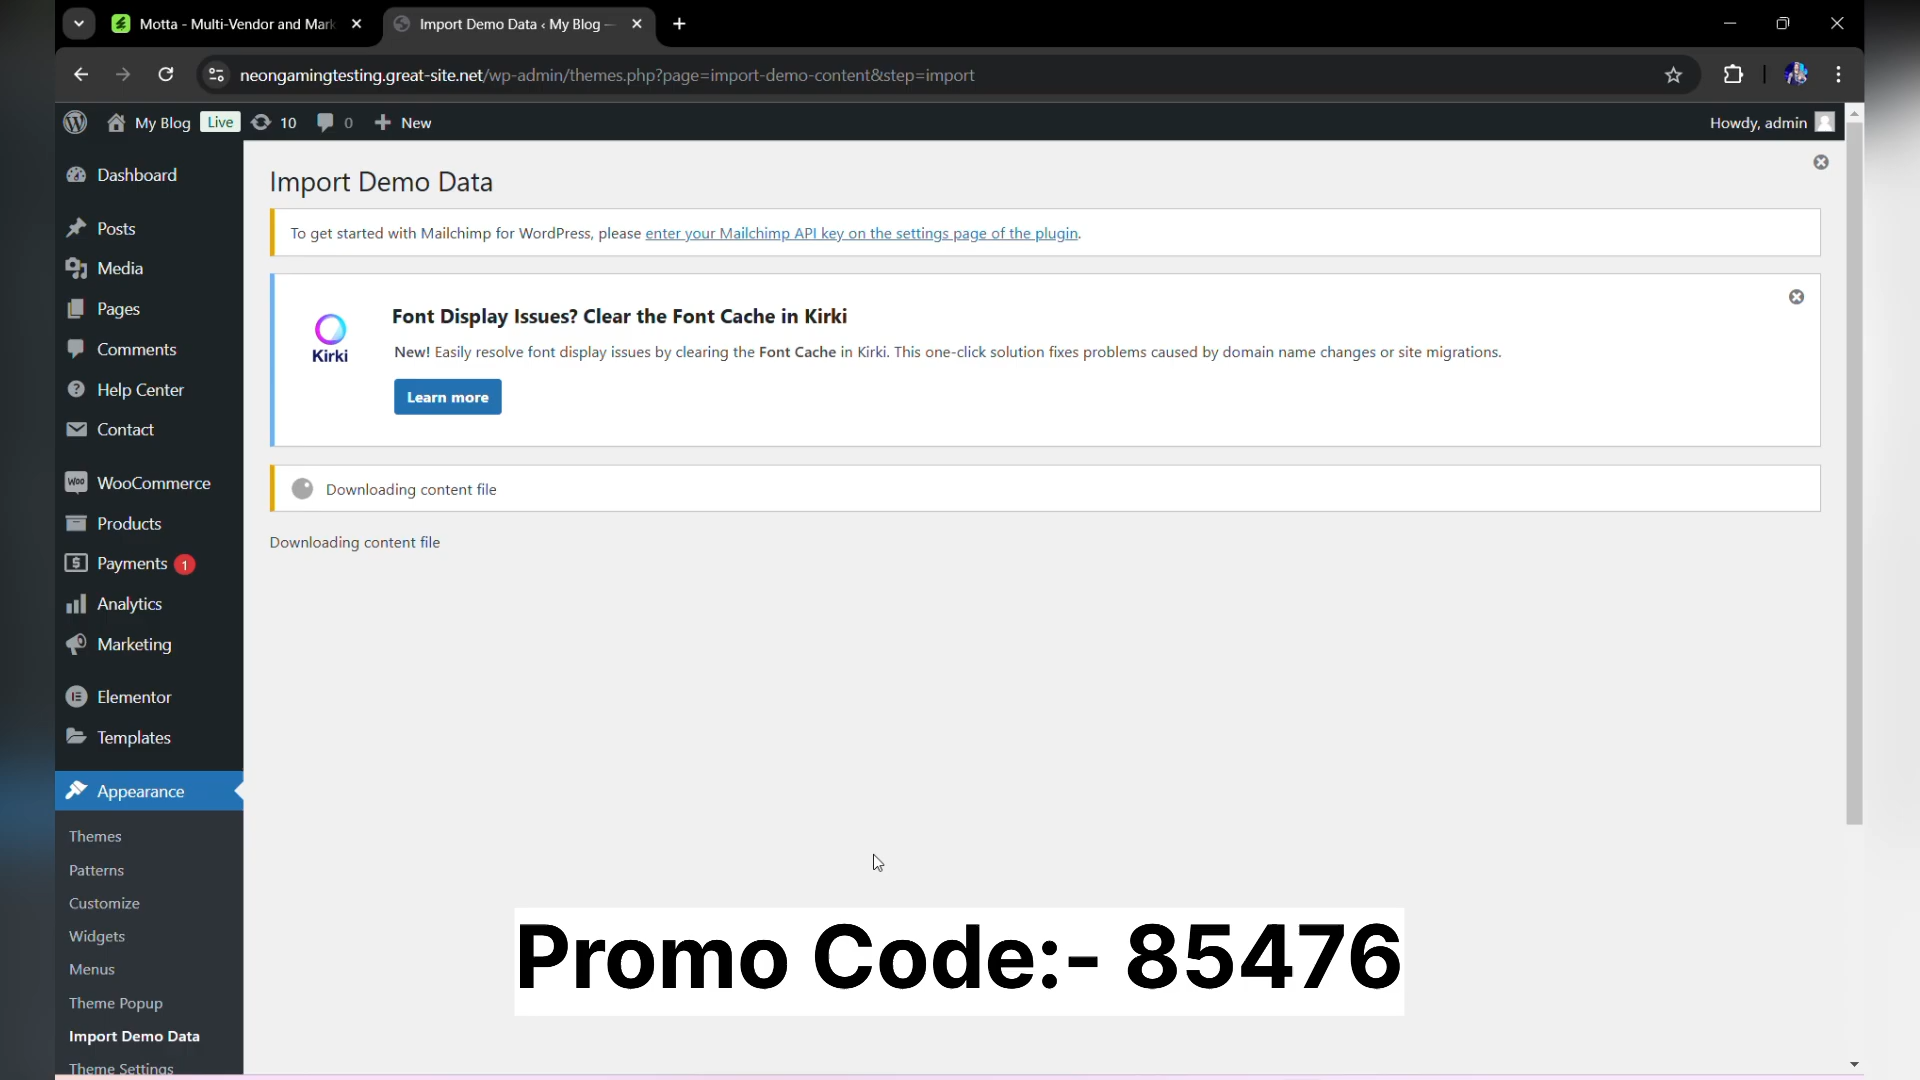 Motta - Multi-Vendor and Mark
Import Demo Data ‹ My Blog —
neongamingtesting.great-site.net/wp-admin/themes.php?page=import-demo-content&step=import
My Blog Live 10 0 New
Howdy, admin
Dashboard
Posts
Media
Pages
Comments
Help Center
Contact
WooCommerce
Products
Payments 1
Analytics
Marketing
Elementor
Templates
Appearance
Themes
Patterns
Customize
Widgets
Menus
Theme Popup
Import Demo Data
Theme Settings
Import Demo Data
To get started with Mailchimp for WordPress, please enter your Mailchimp API key on the settings page of the plugin.
Kirki
Font Display Issues? Clear the Font Cache in Kirki
New! Easily resolve font display issues by clearing the Font Cache in Kirki. This one-click solution fixes problems caused by domain name changes or site migrations.
Learn more
Downloading content file
Downloading content file
Promo Code:- 85476